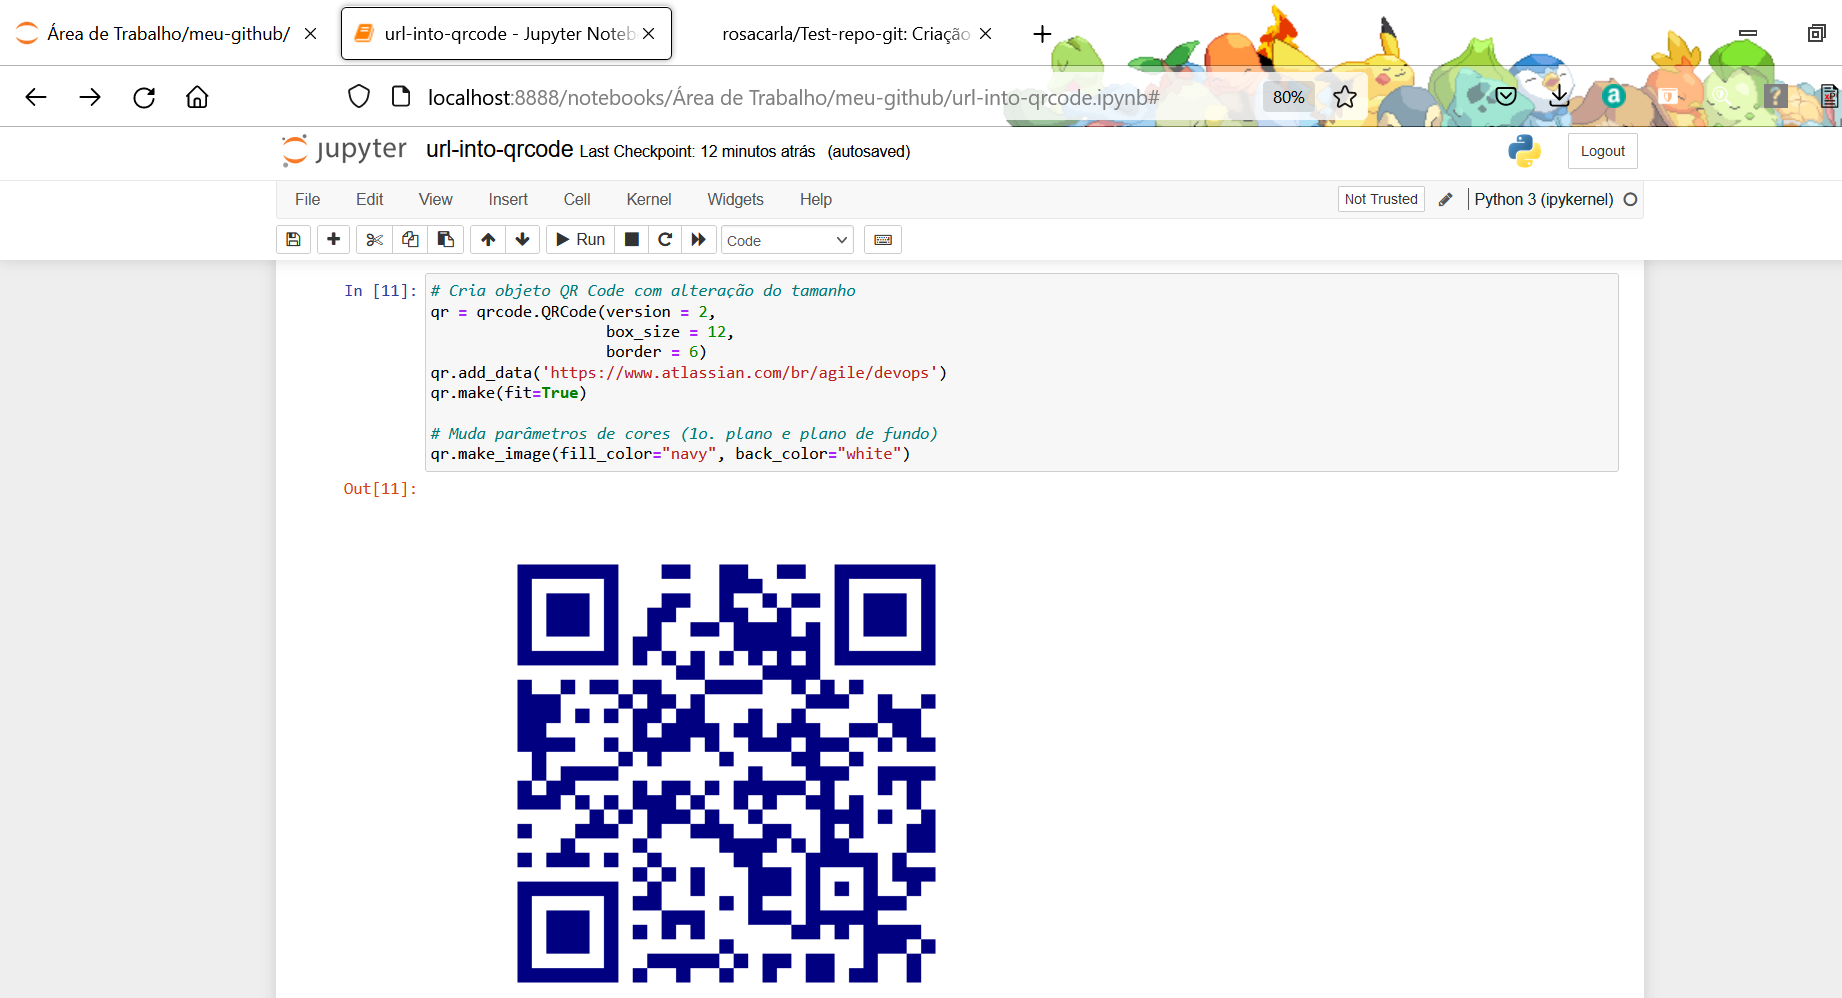 Área de Trabalho/meu-github/
url-into-qrcode - Jupyter Noteb
rosacarla/Test-repo-git: Criação
localhost:8888/notebooks/Área de Trabalho/meu-github/url-into-qrcode.ipynb#
80%
a
?
jupyter
url-into-qrcode Last Checkpoint: 12 minutos atrás (autosaved)
Logout
File Edit View Insert Cell Kernel Widgets Help
Not Trusted
Python 3 (ipykernel)
Run
Code
In [11]:
# Cria objeto QR Code com alteração do tamanho
qr = qrcode.QRCode(version = 2,
box_size = 12,
border = 6)
qr.add_data('https://www.atlassian.com/br/agile/devops')
qr.make(fit=True)
# Muda parâmetros de cores (1o. plano e plano de fundo)
qr.make_image(fill_color="navy", back_color="white")
Out[11]: